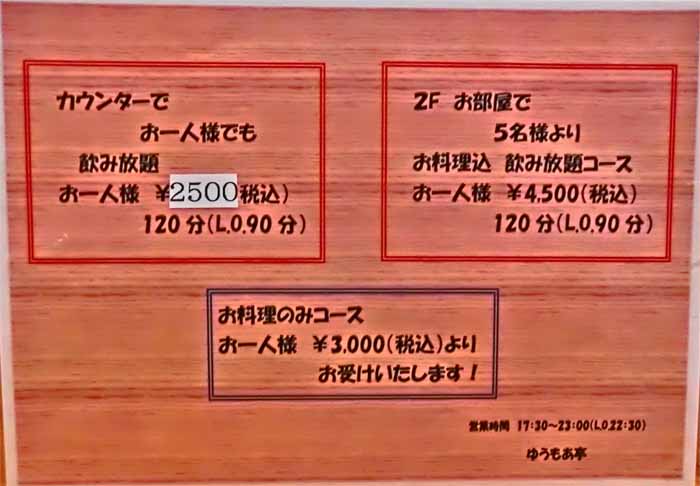 カウンターで
お一人様でも
飲み放題
お一人様 ¥2500(税込)
120分(L.O.90分)
2F お部屋で
5名様より
お料理込 飲み放題コース
お一人様 ¥4,500(税込)
120分(L.O.90分)
お料理のみコース
お一人様 ¥3,000(税込)より
お受けいたします！
営業時間 17:30～23:00(L.O.22:30)
ゆうもあ亭